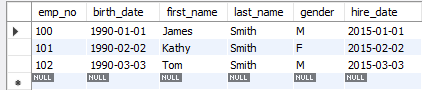 emp_no birth_date first_name last_name gender hire_date
100 1990-01-01 James Smith M 2015-01-01
101 1990-02-02 Kathy Smith F 2015-02-02
102 1990-03-03 Tom Smith M 2015-03-03
NULL NULL NULL NULL NULL NULL